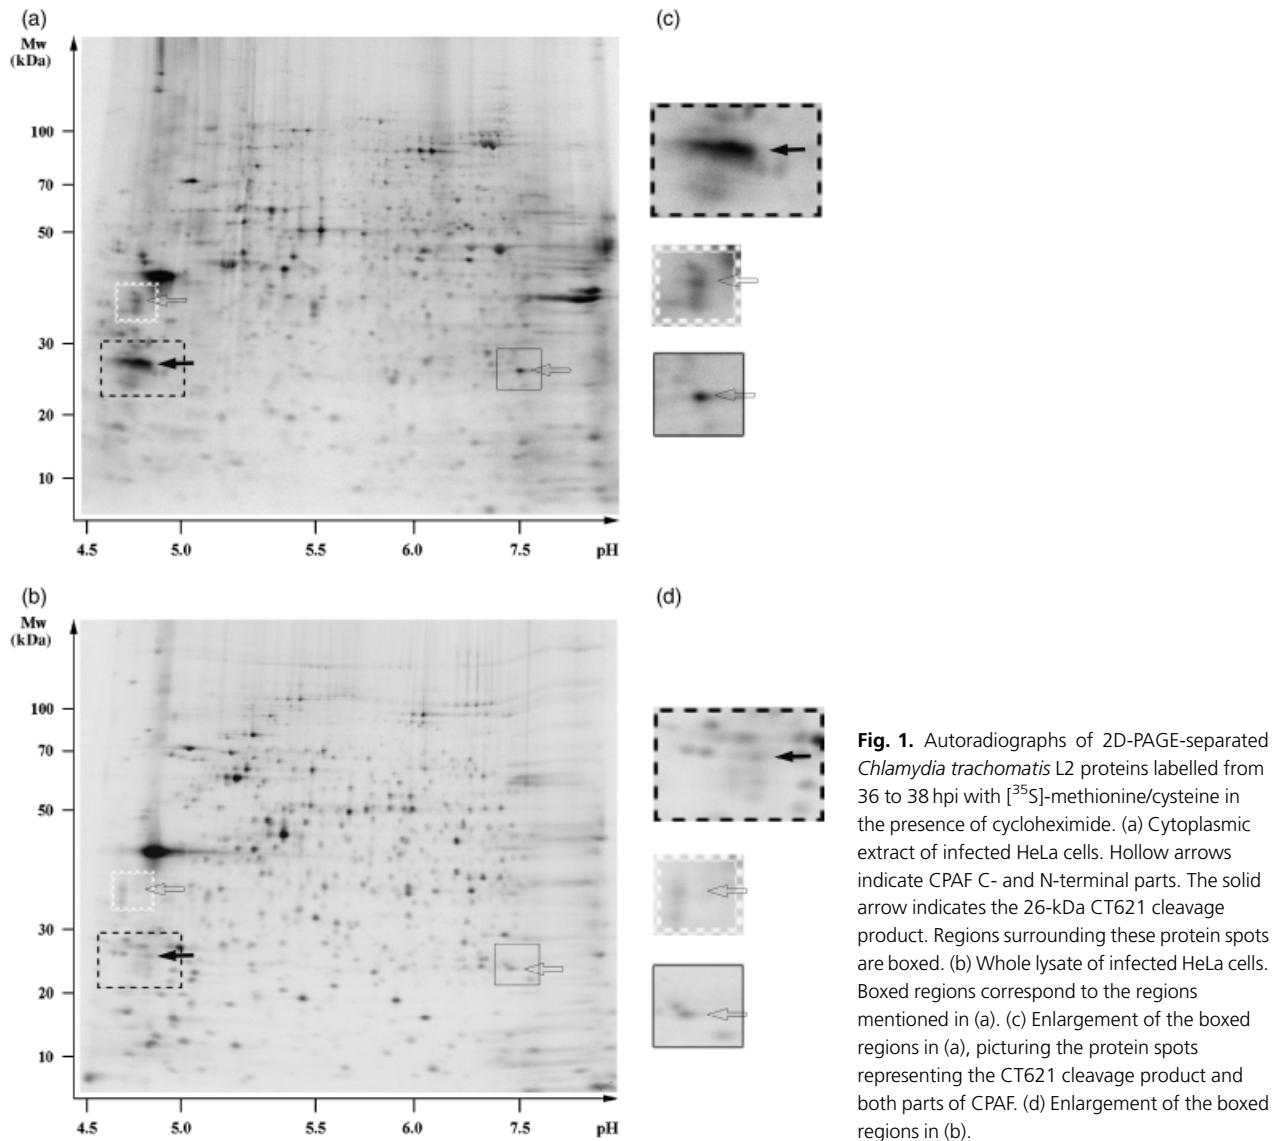 (a)
Mw
(kDa)
100
70
50
30
20
10
4.5 5.0 5.5 6.0 7.5 pH
(c)
(b)
Mw
(kDa)
100
70
50
30
20
10
4.5 5.0 5.5 6.0 7.5 pH
(d)
Fig. 1. Autoradiographs of 2D-PAGE-separated
Chlamydia trachomatis L2 proteins labelled from
36 to 38 hpi with [35S]-methionine/cysteine in
the presence of cycloheximide. (a) Cytoplasmic
extract of infected HeLa cells. Hollow arrows
indicate CPAF C- and N-terminal parts. The solid
arrow indicates the 26-kDa CT621 cleavage
product. Regions surrounding these protein spots
are boxed. (b) Whole lysate of infected HeLa cells.
Boxed regions correspond to the regions
mentioned in (a). (c) Enlargement of the boxed
regions in (a), picturing the protein spots
representing the CT621 cleavage product and
both parts of CPAF. (d) Enlargement of the boxed
regions in (b).